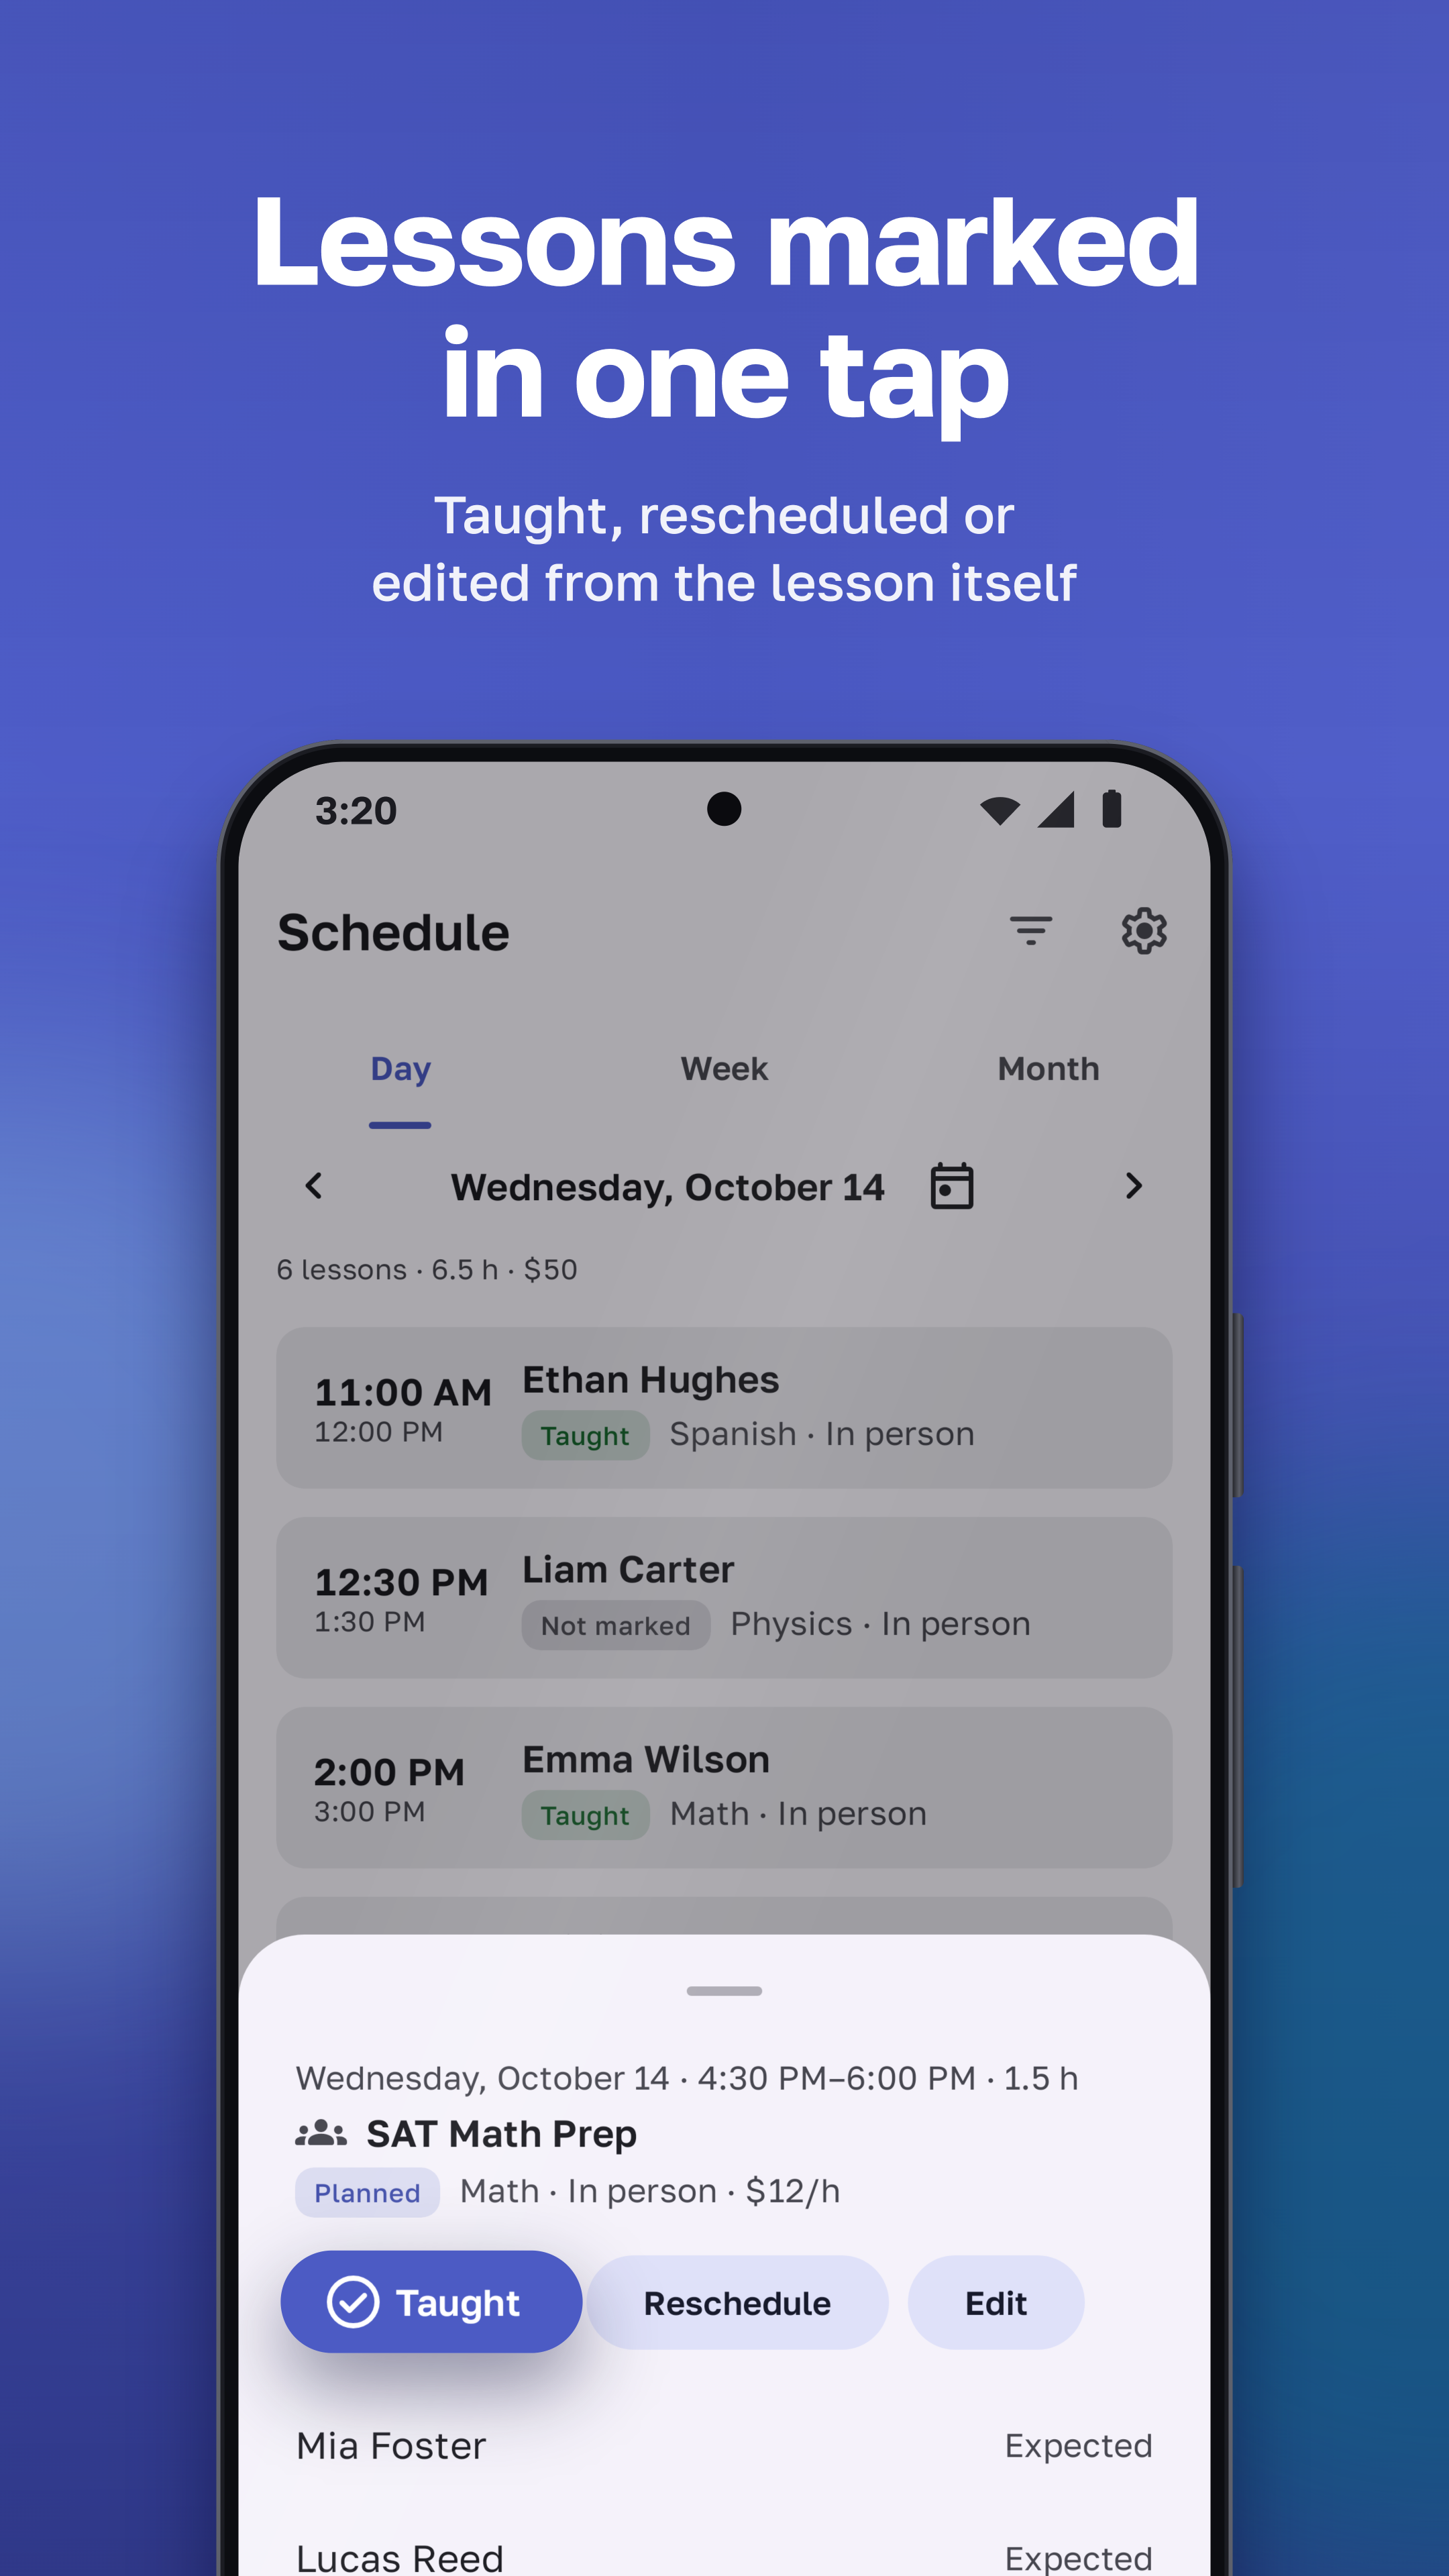 Lessons marked
in one tap
Taught, rescheduled or
edited from the lesson itself
3:20
Schedule
Day Week Month
Wednesday, October 14
6 lessons · 6.5 h · $50
11:00 AM Ethan Hughes
12:00 PM Taught Spanish · In person
12:30 PM Liam Carter
1:30 PM Not marked Physics · In person
2:00 PM Emma Wilson
3:00 PM Taught Math · In person
Wednesday, October 14 · 4:30 PM–6:00 PM · 1.5 h
SAT Math Prep
Planned Math · In person · $12/h
Taught Reschedule Edit
Mia Foster Expected
Lucas Reed Expected